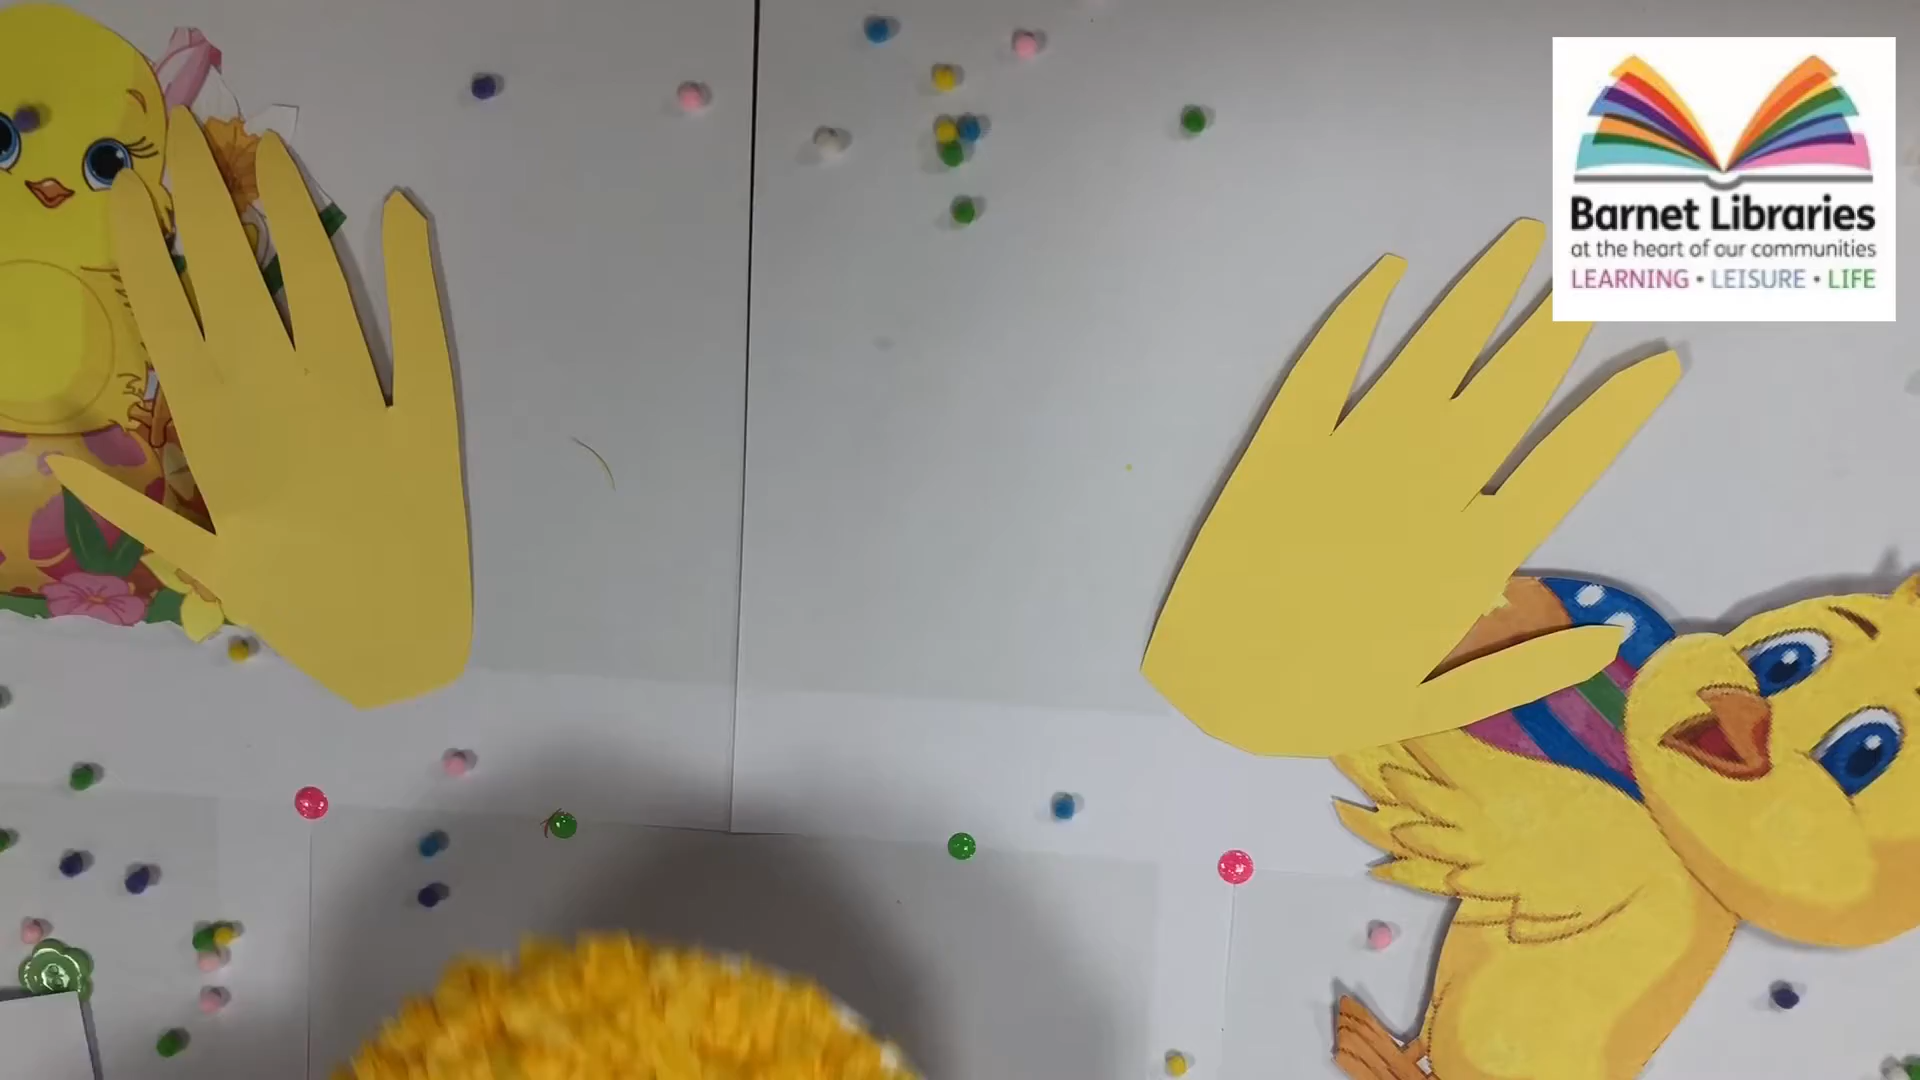 Barnet Libraries
at the heart of our communities
LEARNING • LEISURE • LIFE